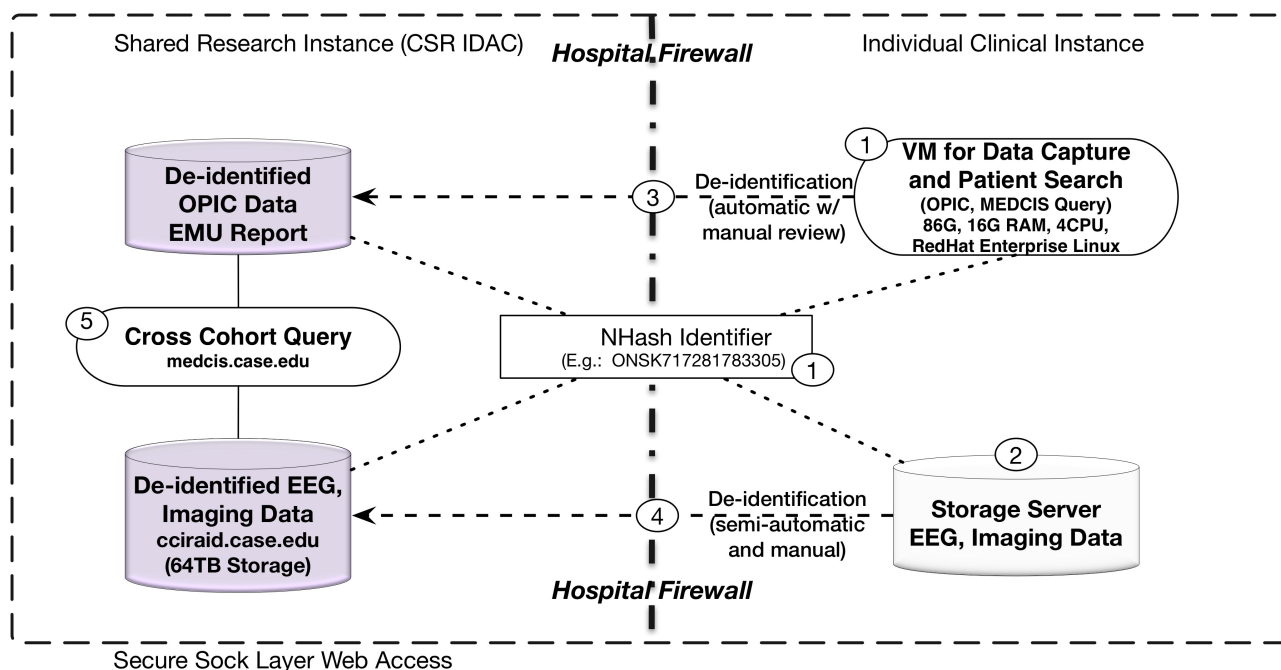 Shared Research Instance (CSR IDAC)
Hospital Firewall
Individual Clinical Instance
De-identified
OPIC Data
EMU Report
3
De-identification
(automatic w/
manual review)
1
VM for Data Capture
and Patient Search
(OPIC, MEDCIS Query)
86G, 16G RAM, 4CPU,
RedHat Enterprise Linux
5
Cross Cohort Query
medcis.case.edu
NHash Identifier
(E.g.: ONSK717281783305)
1
De-identified EEG,
Imaging Data
cciraid.case.edu
(64TB Storage)
4
De-identification
(semi-automatic
and manual)
2
Storage Server
EEG, Imaging Data
Hospital Firewall
Secure Sock Layer Web Access